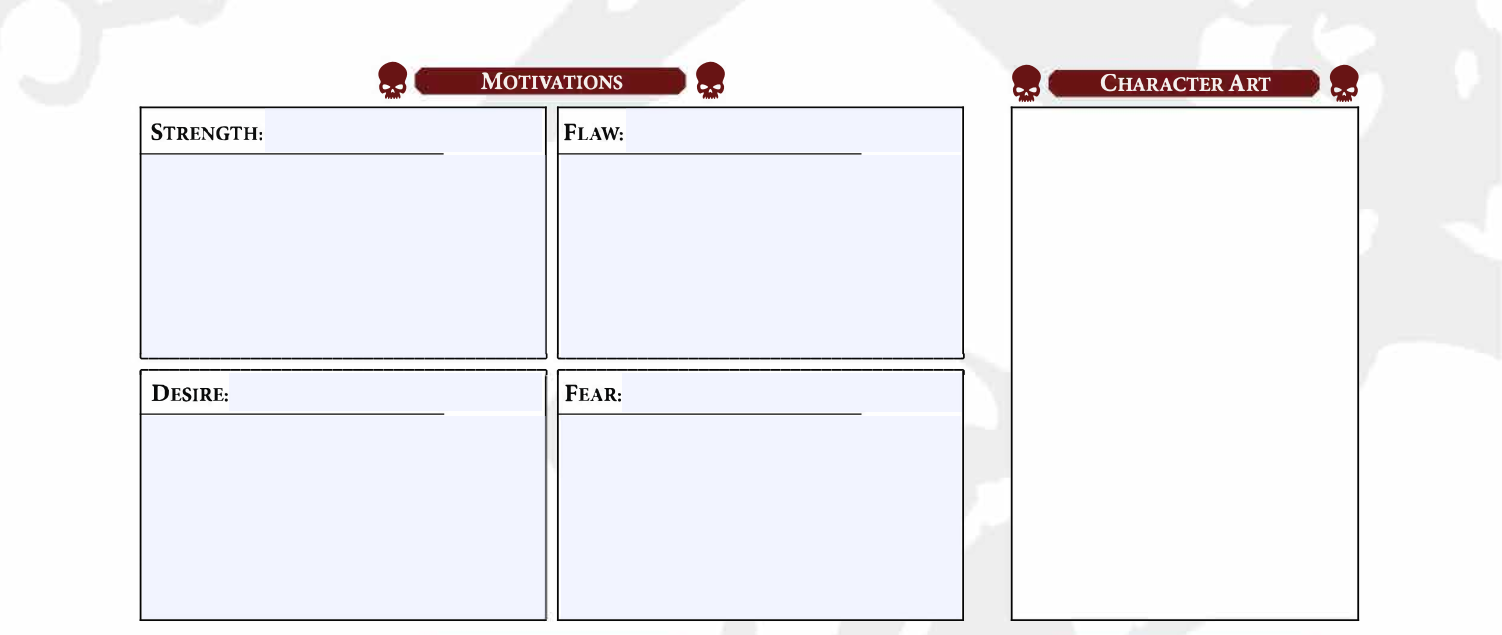 Motivations
Character Art
Strength:
Flaw:
Desire:
Fear: